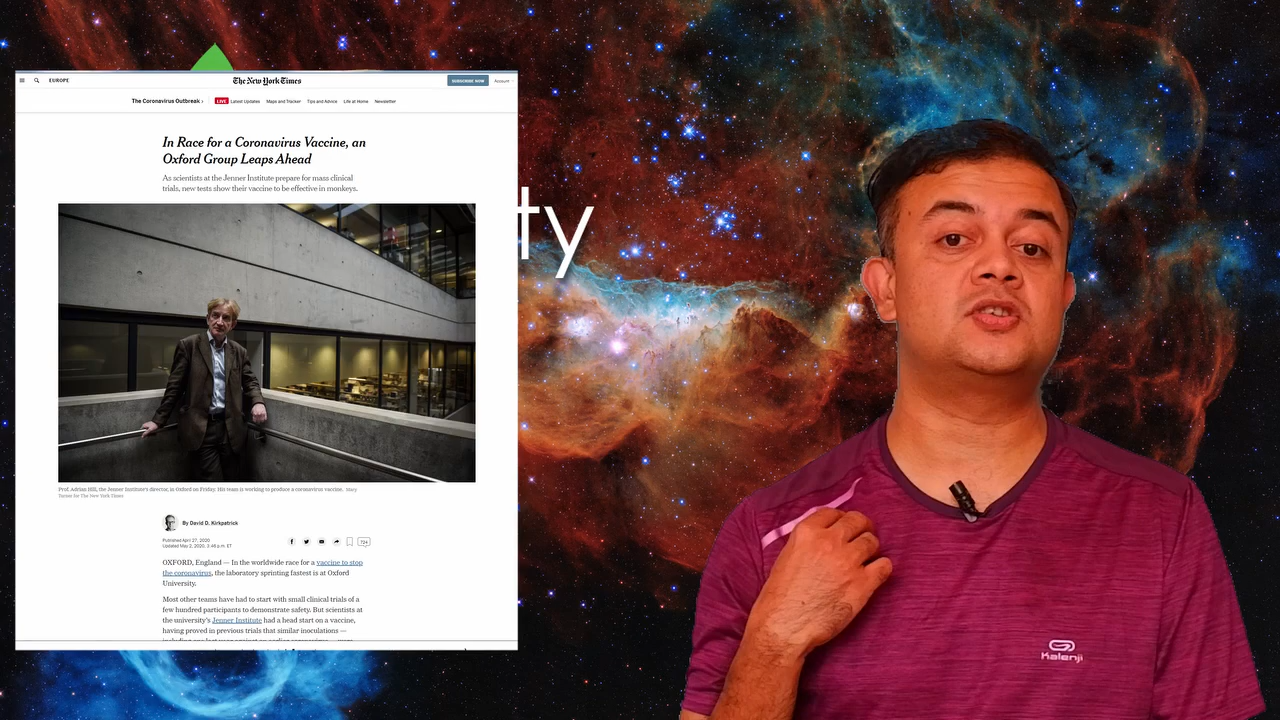 EUROPE
The New York Times
SUBSCRIBE NOW
Account
The Coronavirus Outbreak ›
LIVE Latest Updates Maps and Tracker Tips and Advice Life at Home Newsletter
In Race for a Coronavirus Vaccine, an
Oxford Group Leaps Ahead
As scientists at the Jenner Institute prepare for mass clinical
trials, new tests show their vaccine to be effective in monkeys.
ty
Prof. Adrian Hill, the Jenner Institute's director, in Oxford on Friday. His team is working to produce a coronavirus vaccine. Mary
Turner for The New York Times
By David D. Kirkpatrick
Published April 27, 2020
Updated May 2, 2020, 3:46 p.m. ET
OXFORD, England — In the worldwide race for a vaccine to stop
the coronavirus, the laboratory sprinting fastest is at Oxford
University.
Most other teams have had to start with small clinical trials of a
few hundred participants to demonstrate safety. But scientists at
the university's Jenner Institute had a head start on a vaccine,
having proved in previous trials that similar inoculations —
Kalenji